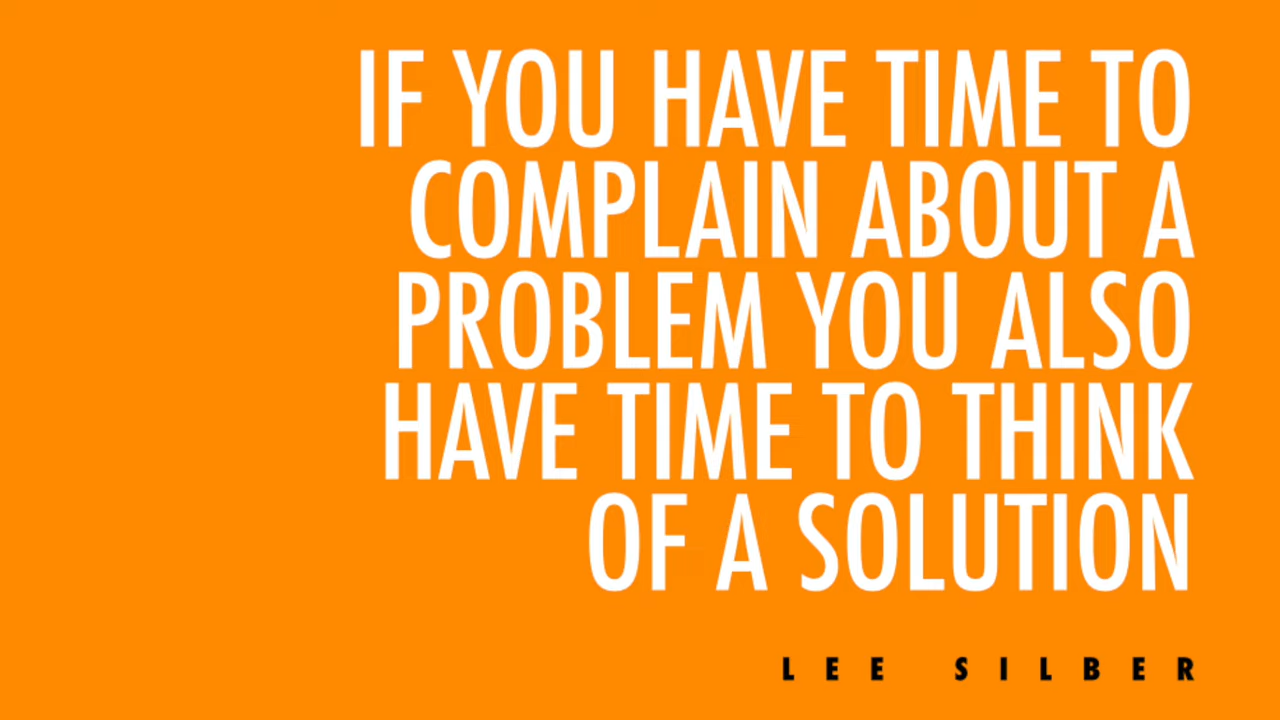 IF YOU HAVE TIME TO
COMPLAIN ABOUT A
PROBLEM YOU ALSO
HAVE TIME TO THINK
OF A SOLUTION
LEE SILBER